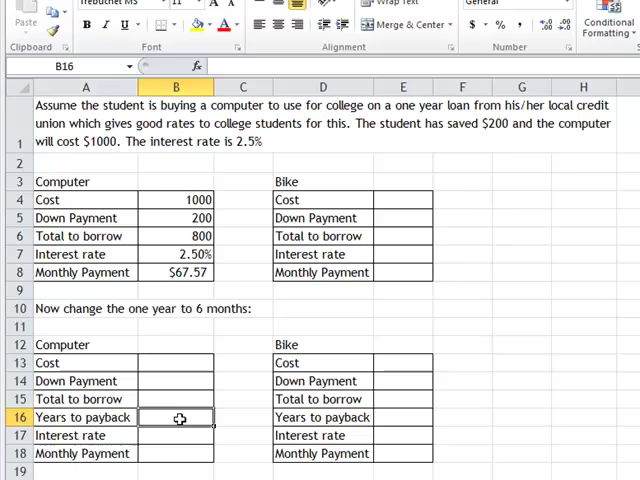 Trebuchet MS 11 Wrap Text General
Paste B I U Merge & Center $ % , Conditional
Formatting
Clipboard Font Alignment Number
B16 fx
A B C D E F G H
Assume the student is buying a computer to use for college on a one year loan from his/her local credit
union which gives good rates to college students for this. The student has saved $200 and the computer
1 will cost $1000. The interest rate is 2.5%
2
3 Computer Bike
4 Cost 1000 Cost
5 Down Payment 200 Down Payment
6 Total to borrow 800 Total to borrow
7 Interest rate 2.50% Interest rate
8 Monthly Payment $67.57 Monthly Payment
9
10 Now change the one year to 6 months:
11
12 Computer Bike
13 Cost Cost
14 Down Payment Down Payment
15 Total to borrow Total to borrow
16 Years to payback Years to payback
17 Interest rate Interest rate
18 Monthly Payment Monthly Payment
19